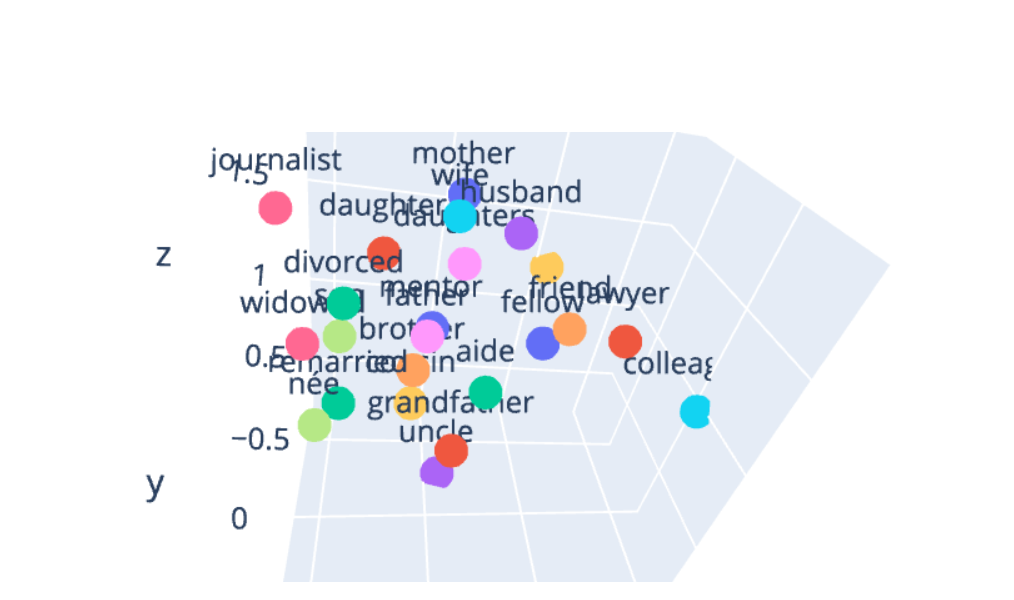 mother
journalist
1.5
wife
husband
daughter
daughters
z
divorced
1
mentor
friend
lawyer
widowed
son
father
fellow
brother
aide
0.5
remarried
cousin
colleag
née
grandfather
uncle
−0.5
y
0